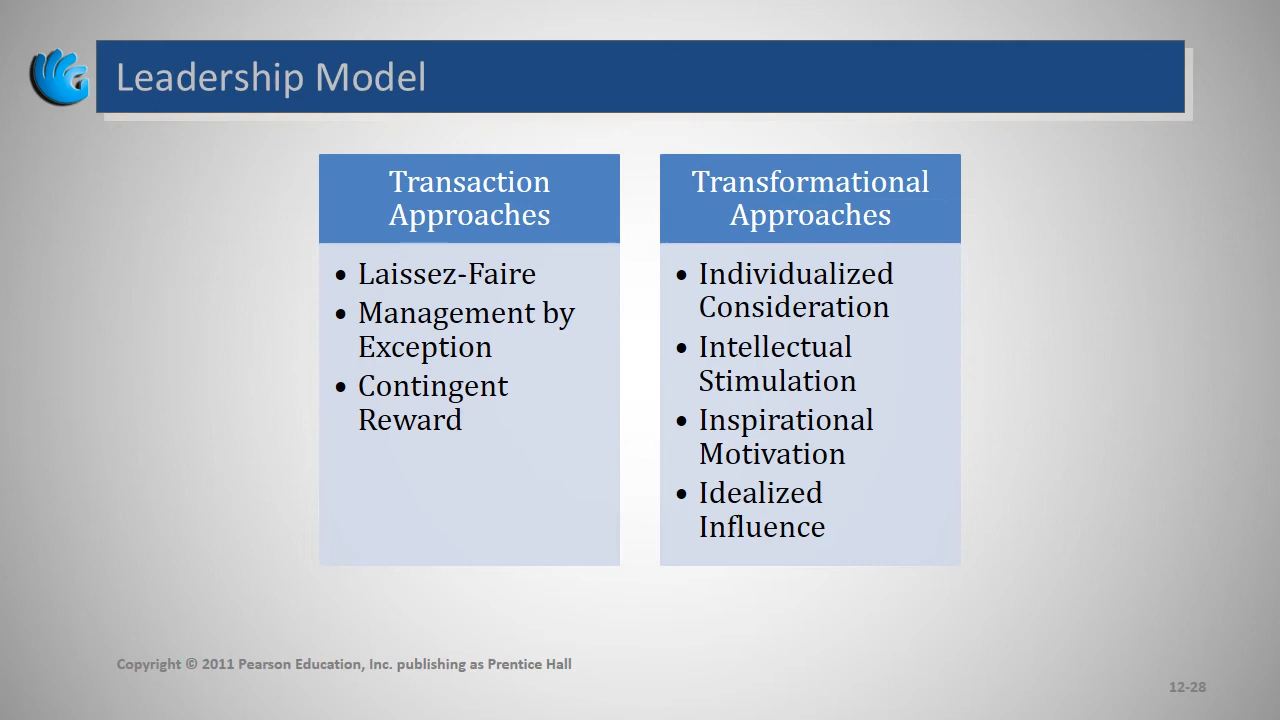 Leadership Model
Transaction
Approaches
• Laissez-Faire
• Management by
Exception
• Contingent
Reward
Transformational
Approaches
• Individualized
Consideration
• Intellectual
Stimulation
• Inspirational
Motivation
• Idealized
Influence
Copyright © 2011 Pearson Education, Inc. publishing as Prentice Hall
12-28